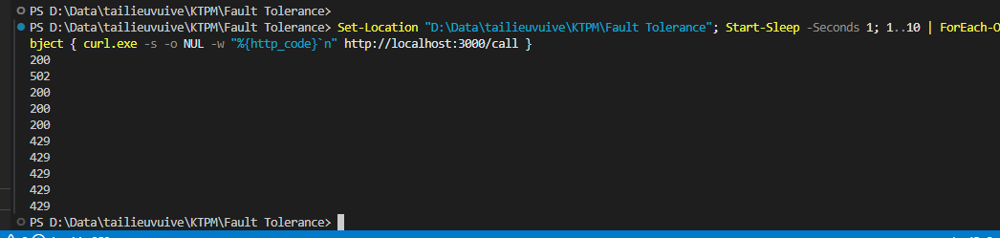 PS D:\Data\tailieuvuive\KTPM\Fault Tolerance>
PS D:\Data\tailieuvuive\KTPM\Fault Tolerance> Set-Location "D:\Data\tailieuvuive\KTPM\Fault Tolerance"; Start-Sleep -Seconds 1; 1..10 | ForEach-O
bject { curl.exe -s -o NUL -w "%{http_code}`n" http://localhost:3000/call }
200
502
200
200
200
429
429
429
429
429
PS D:\Data\tailieuvuive\KTPM\Fault Tolerance>